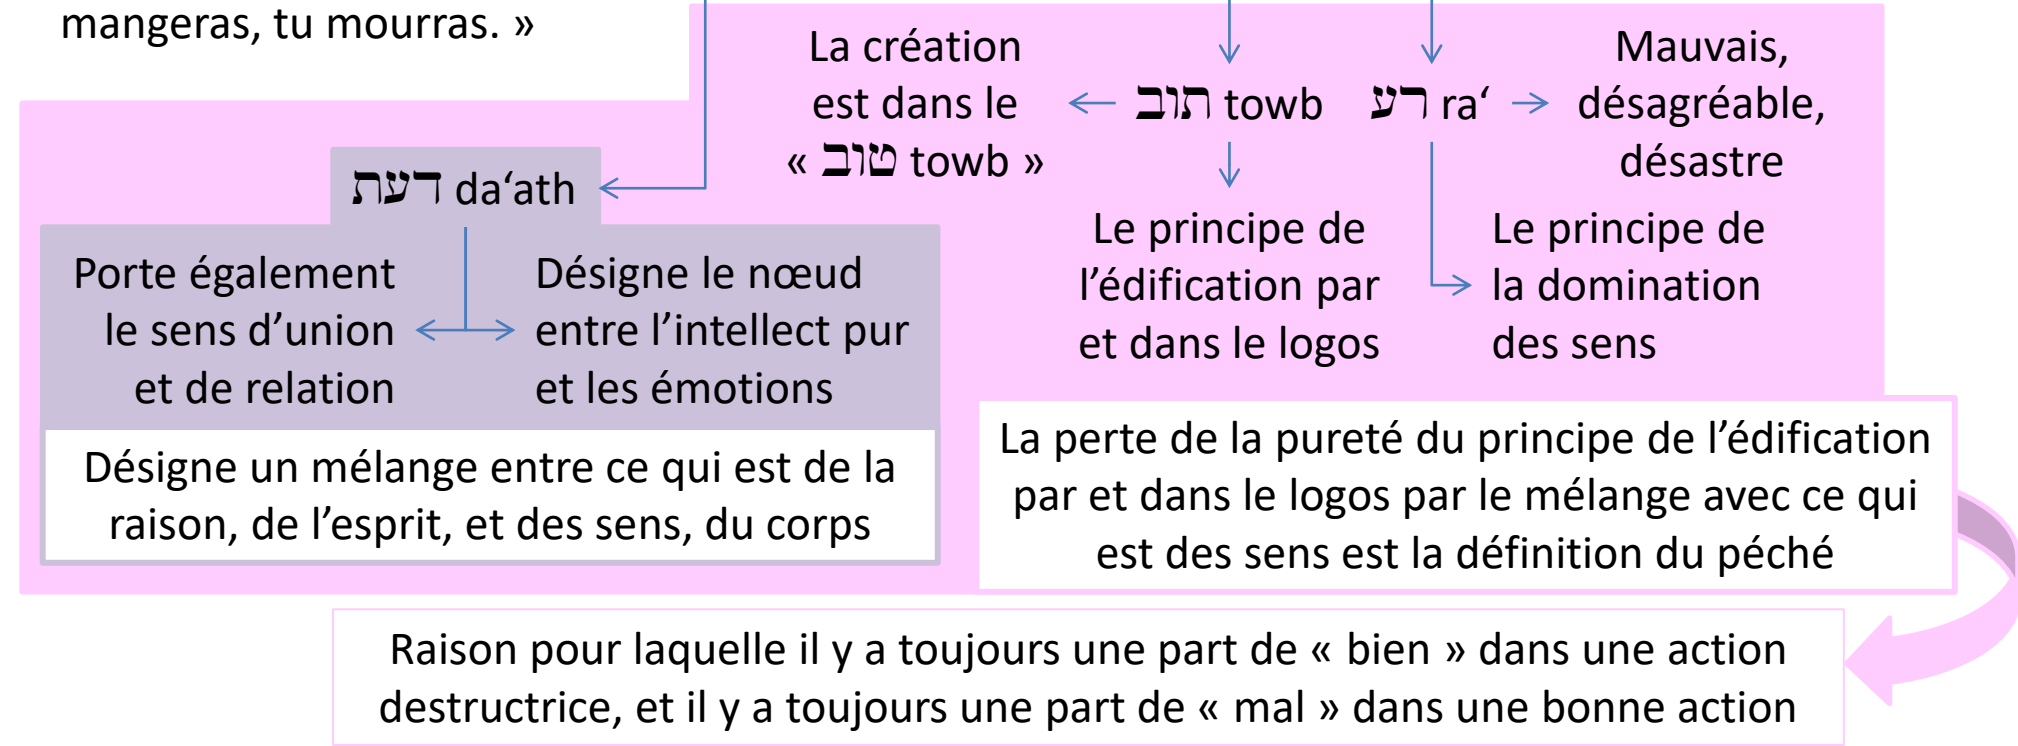 mangeras, tu mourras. »
La création
est dans le
« טוב towb »
תוב towb
רע ra‘
Mauvais,
désagréable,
désastre
דעת da‘ath
Le principe de
l’édification par
et dans le logos
Le principe de
la domination
des sens
Porte également
le sens d’union
et de relation
Désigne le nœud
entre l’intellect pur
et les émotions
Désigne un mélange entre ce qui est de la
raison, de l’esprit, et des sens, du corps
La perte de la pureté du principe de l’édification
par et dans le logos par le mélange avec ce qui
est des sens est la définition du péché
Raison pour laquelle il y a toujours une part de « bien » dans une action
destructrice, et il y a toujours une part de « mal » dans une bonne action